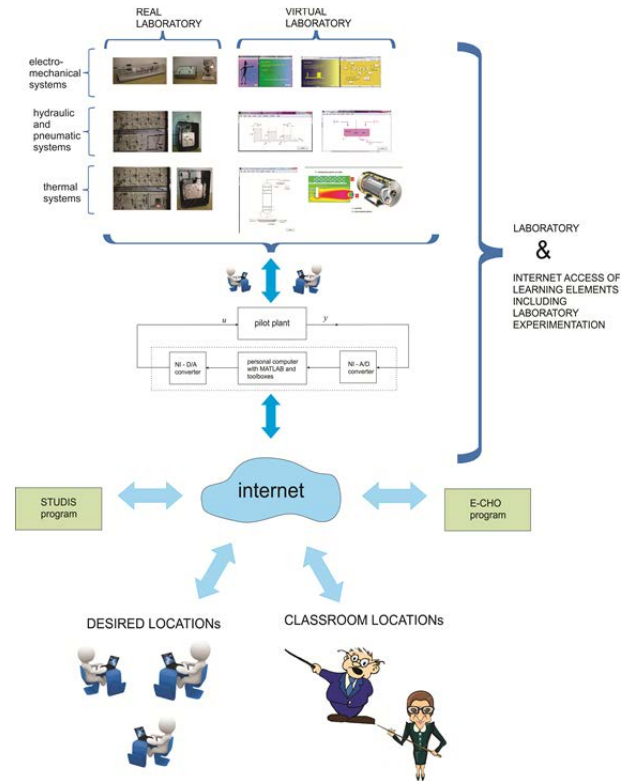 REAL
LABORATORY
VIRTUAL
LABORATORY
electro-
mechanical
systems
hydraulic
and
pneumatic
systems
thermal
systems
LABORATORY
&
INTERNET ACCESS OF
LEARNING ELEMENTS
INCLUDING
LABORATORY
EXPERIMENTATION
u
pilot plant
y
NI - D/A
converter
personal computer
with MATLAB and
toolboxes
NI - A/D
converter
internet
STUDIS
program
E-CHO
program
DESIRED LOCATIONs
CLASSROOM LOCATIONs